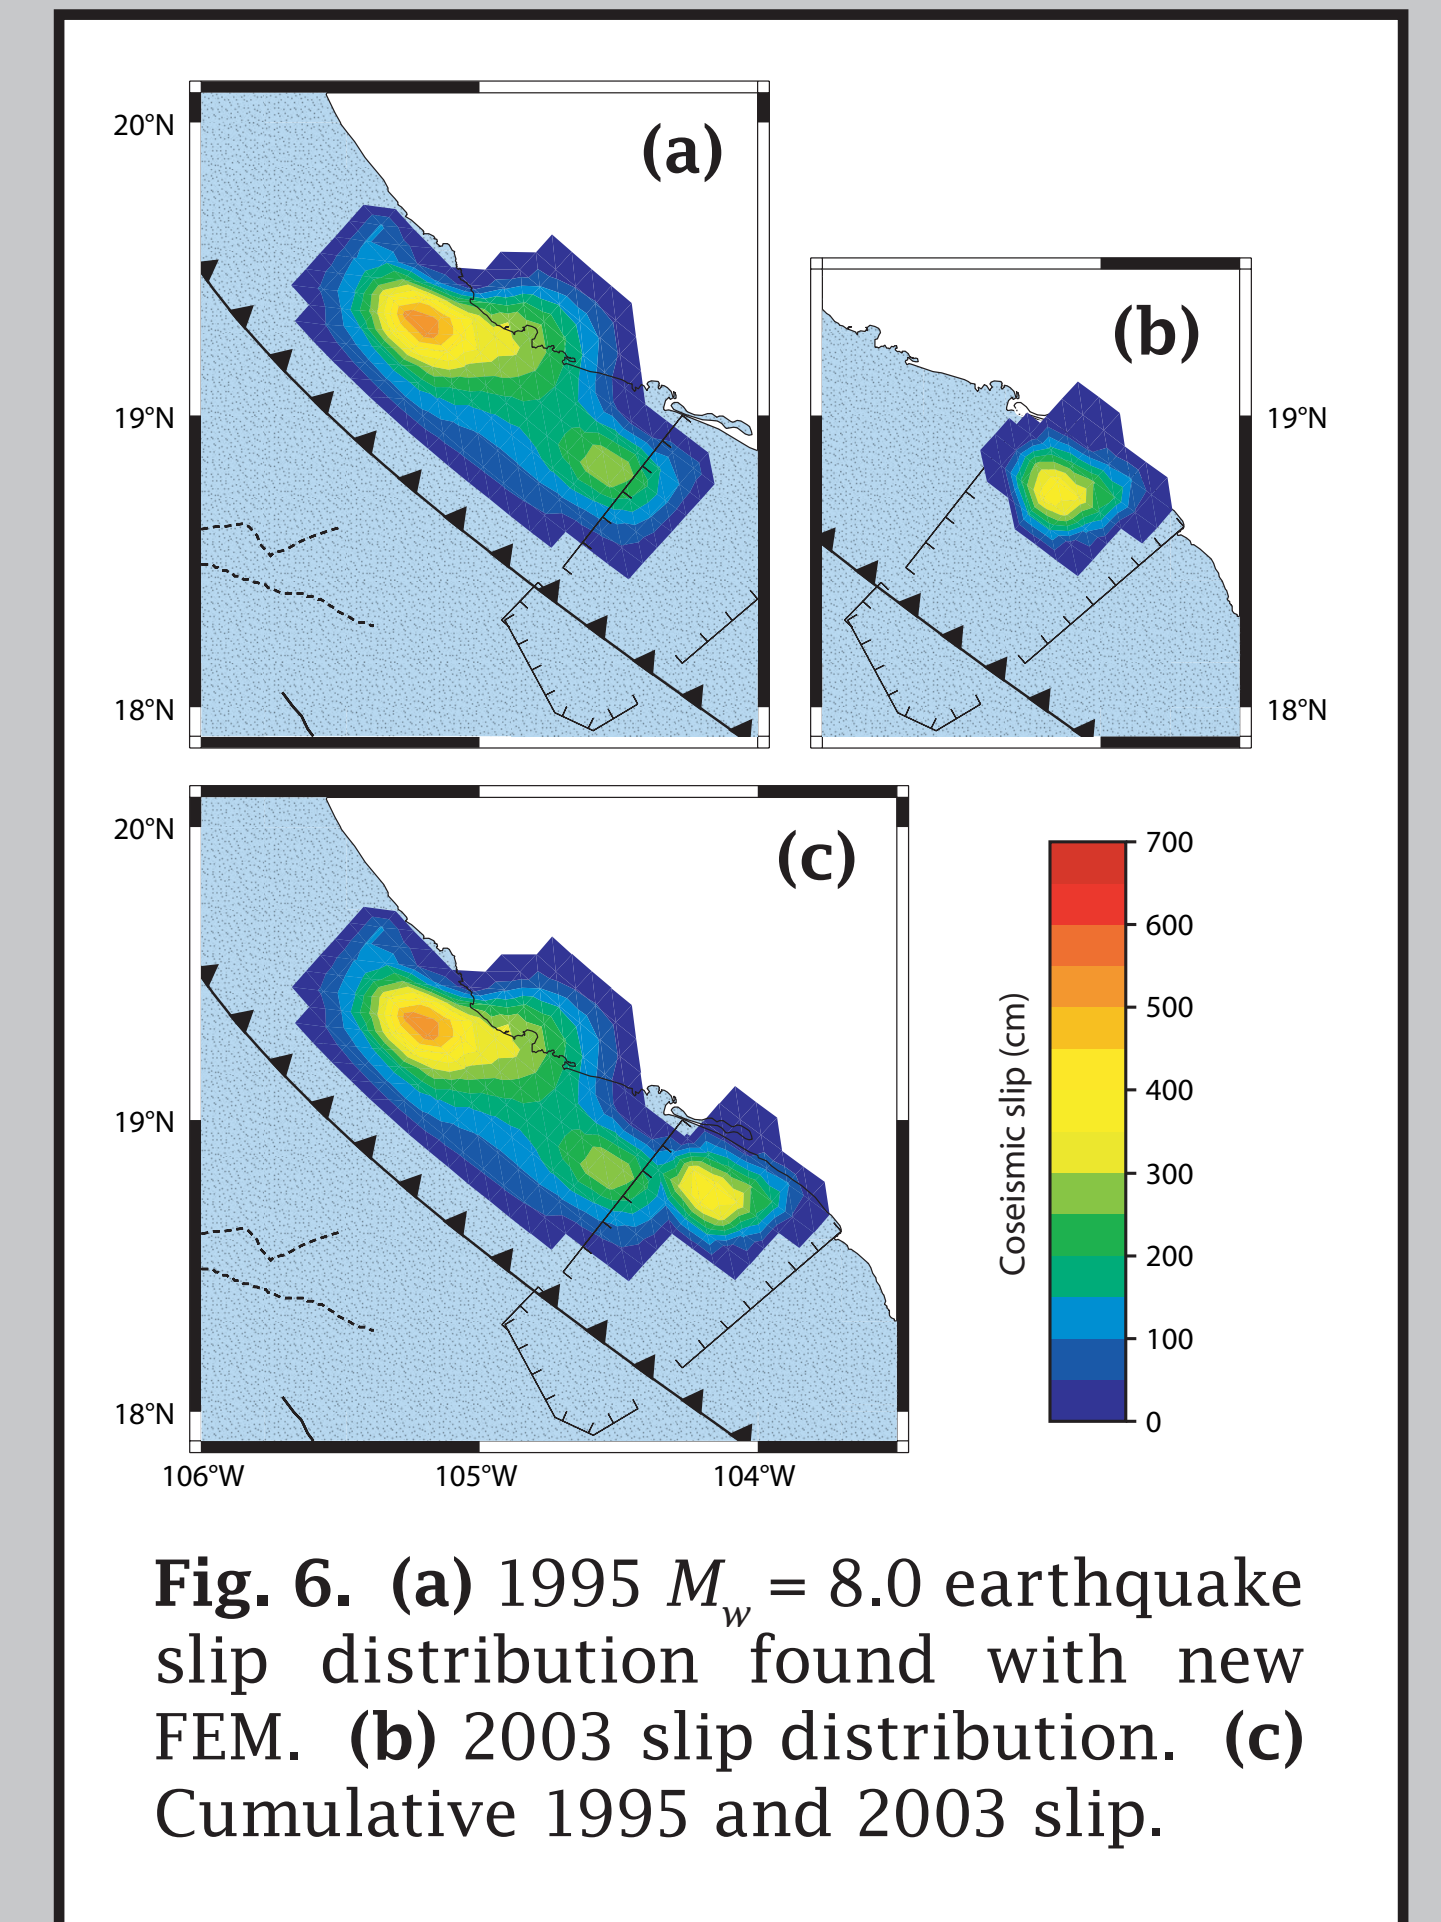 20°N
(a)
19°N
18°N
(b)
19°N
18°N
20°N
(c)
19°N
18°N
106°W 105°W 104°W
Coseismic slip (cm)
700
600
500
400
300
200
100
0
Fig. 6. (a) 1995 Mw = 8.0 earthquake
slip distribution found with new
FEM. (b) 2003 slip distribution. (c)
Cumulative 1995 and 2003 slip.